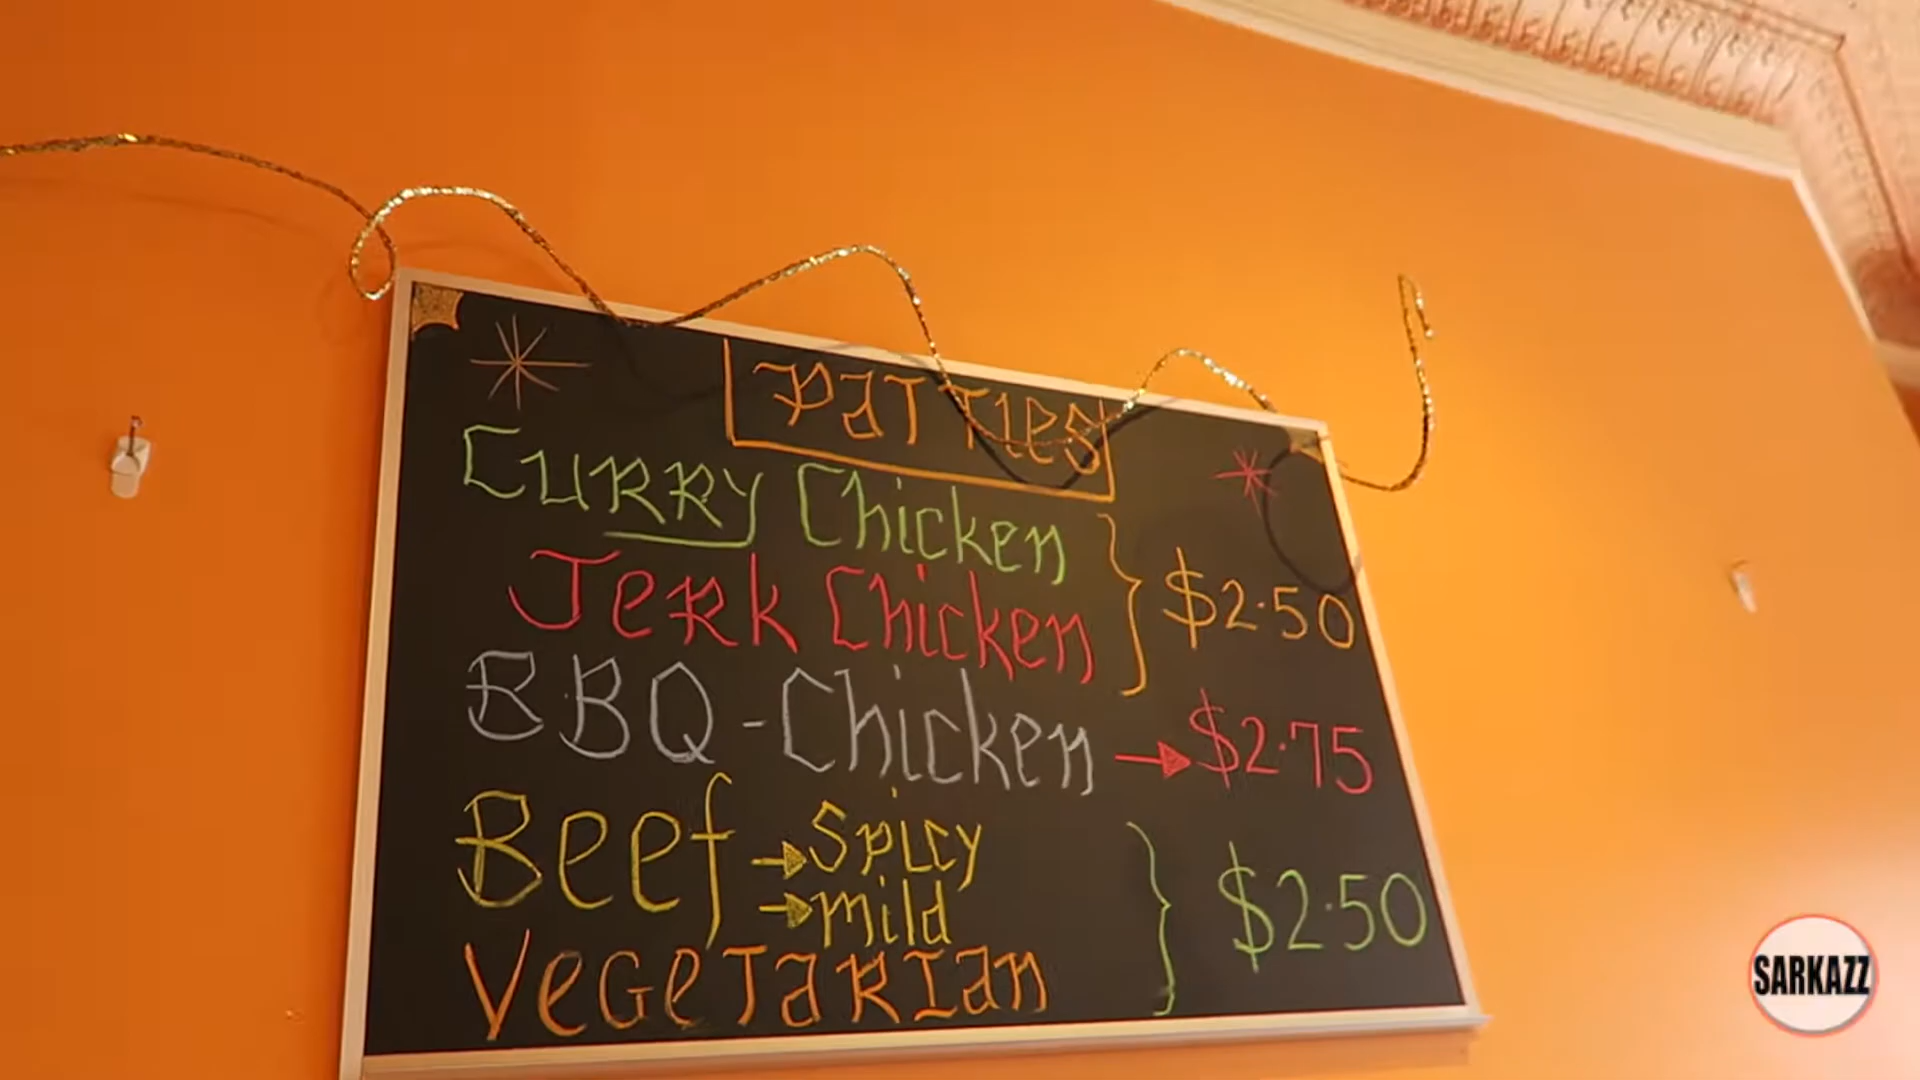 PaTTIes
CuRRy Chicken
JeRk Chicken
$2.50
BBQ - Chicken → $2.75
Beef → Spicy
→ mild
VeGeTaRIan
$2.50
SARKAZZ